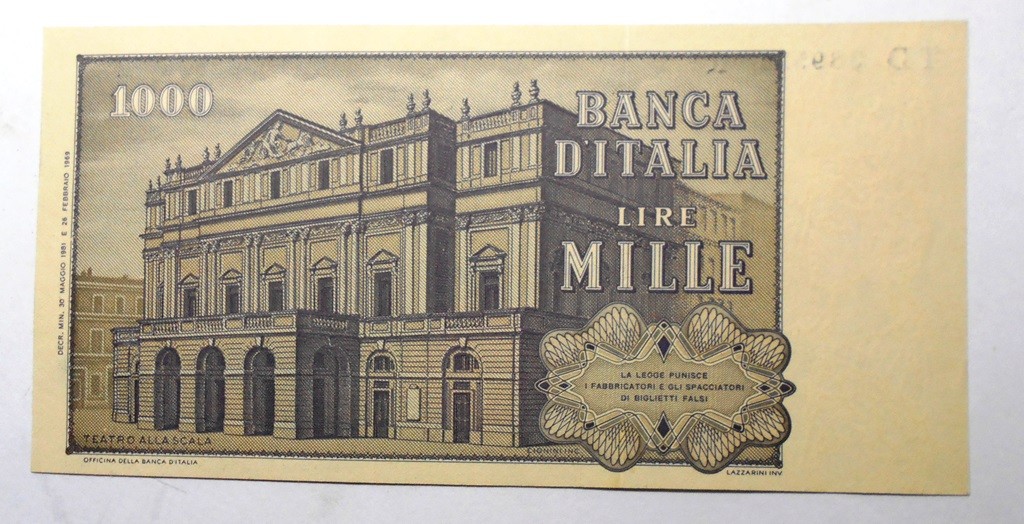 1000
BANCA
D'ITALIA
LIRE
MILLE
DECR. MIN. 30 MAGGIO 1981 E 26 FEBBRAIO 1969
LA LEGGE PUNISCE
I FABBRICATORI E GLI SPACCIATORI
DI BIGLIETTI FALSI
TEATRO ALLA SCALA
OFFICINA DELLA BANCA D'ITALIA
LAZZARINI INV